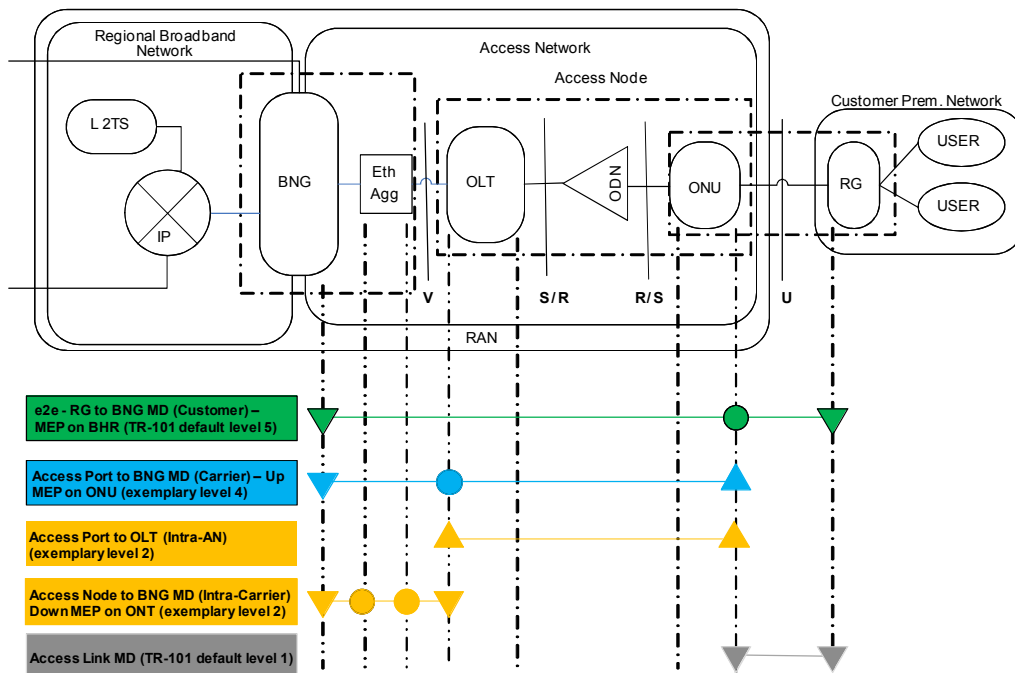 Regional Broadband
Network
Access Network
Access Node
Customer Prem. Network
L 2TS
IP
BNG
Eth
Agg
OLT
ODN
ONU
RG
USER
USER
V
S/R
R/S
U
RAN
e2e - RG to BNG MD (Customer) –
MEP on BHR (TR-101 default level 5)
Access Port to BNG MD (Carrier) – Up
MEP on ONU (exemplary level 4)
Access Port to OLT (Intra-AN)
(exemplary level 2)
Access Node to BNG MD (Intra-Carrier)
Down MEP on ONT (exemplary level 2)
Access Link MD (TR-101 default level 1)